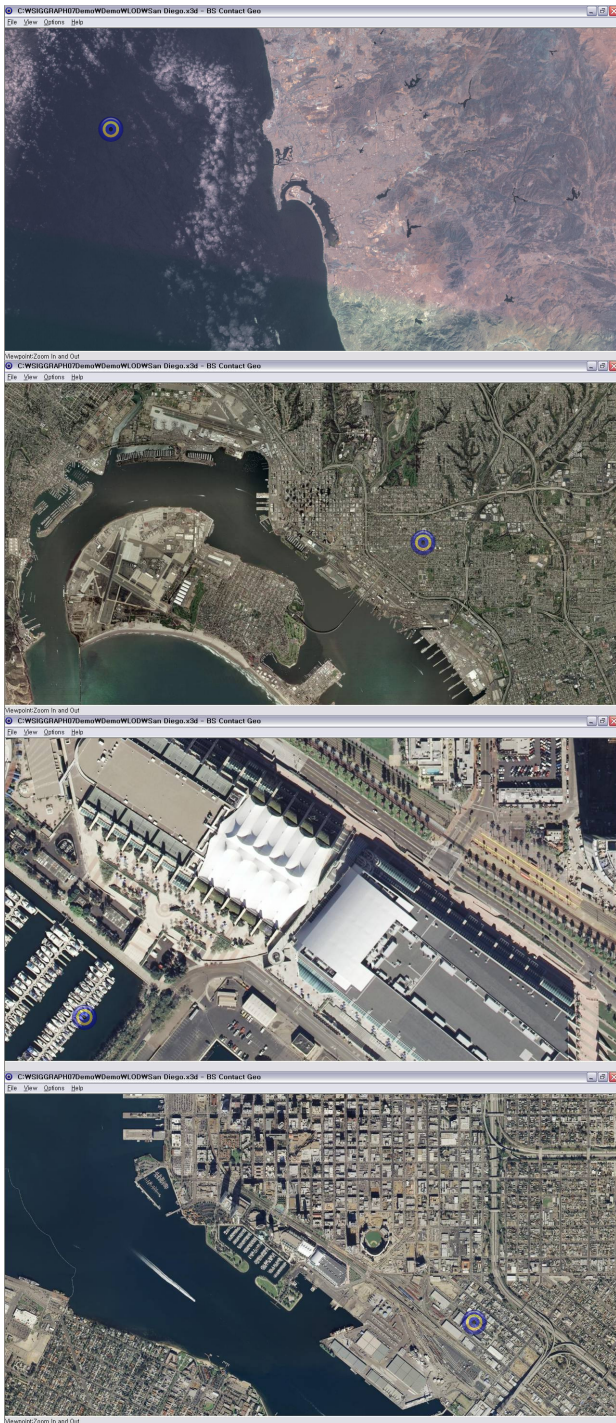 C:₩SIGGRAPH07Demo₩Demo₩LOD₩San Diego.x3d - BS Contact Geo
File View Options Help
Viewpoint:Zoom In and Out
C:₩SIGGRAPH07Demo₩Demo₩LOD₩San Diego.x3d - BS Contact Geo
File View Options Help
Viewpoint:Zoom In and Out
C:₩SIGGRAPH07Demo₩Demo₩LOD₩San Diego.x3d - BS Contact Geo
File View Options Help
C:₩SIGGRAPH07Demo₩Demo₩LOD₩San Diego.x3d - BS Contact Geo
File View Options Help
Viewpoint:Zoom In and Out